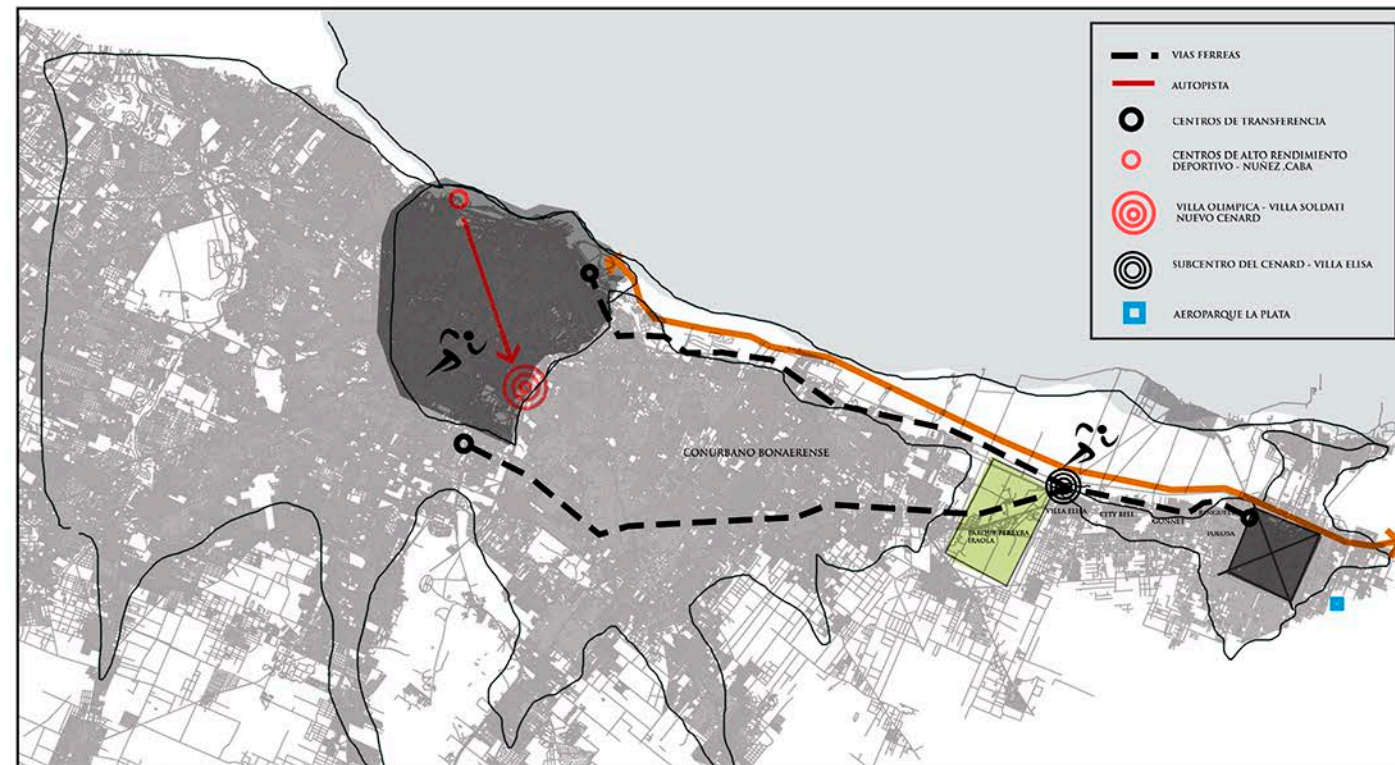 VIAS FERREAS
AUTOPISTA
CENTROS DE TRANSFERENCIA
CENTROS DE ALTO RENDIMIENTO
DEPORTIVO - NUÑEZ ,CABA
VILLA OLIMPICA - VILLA SOLDATI
NUEVO CENARD
SUBCENTRO DEL CENARD - VILLA ELISA
AEROPARQUE LA PLATA
CONURBANO BONAERENSE
VILLA ELISA
CITY BELL
GONNET
PARQUE PEREYRA
IRAOLA
TOLOSA